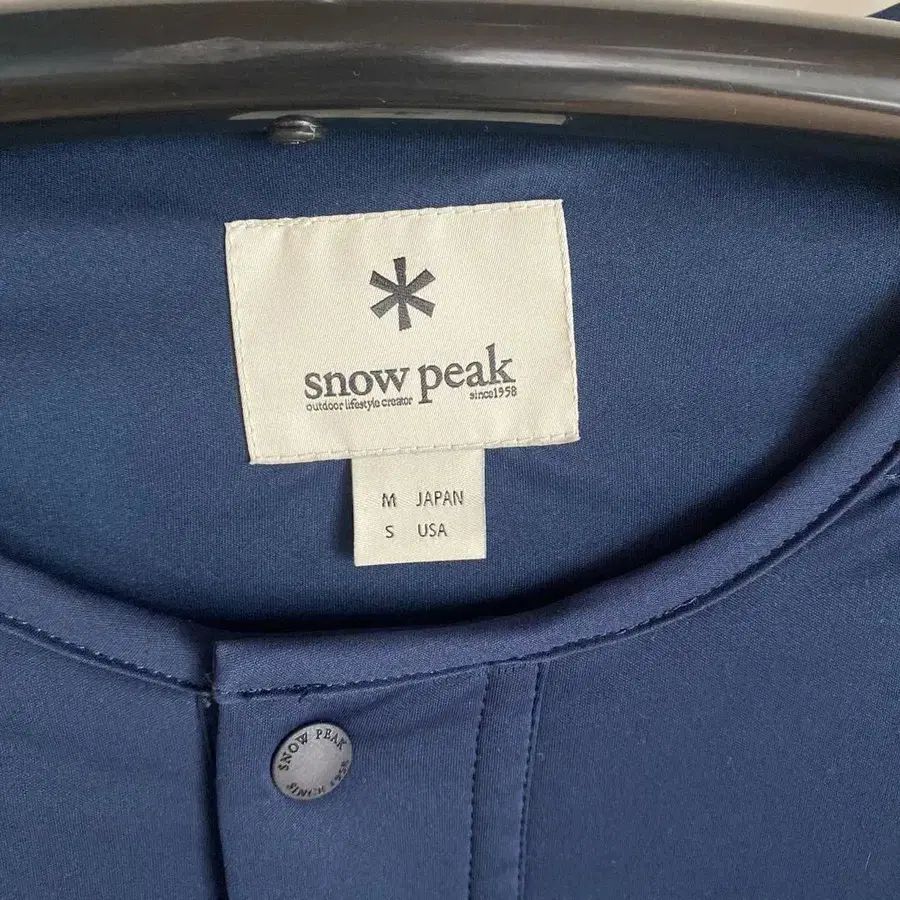 snow peak
outdoor lifestyle creator since1958
M JAPAN
S USA
SNOW PEAK
SINCE 1958